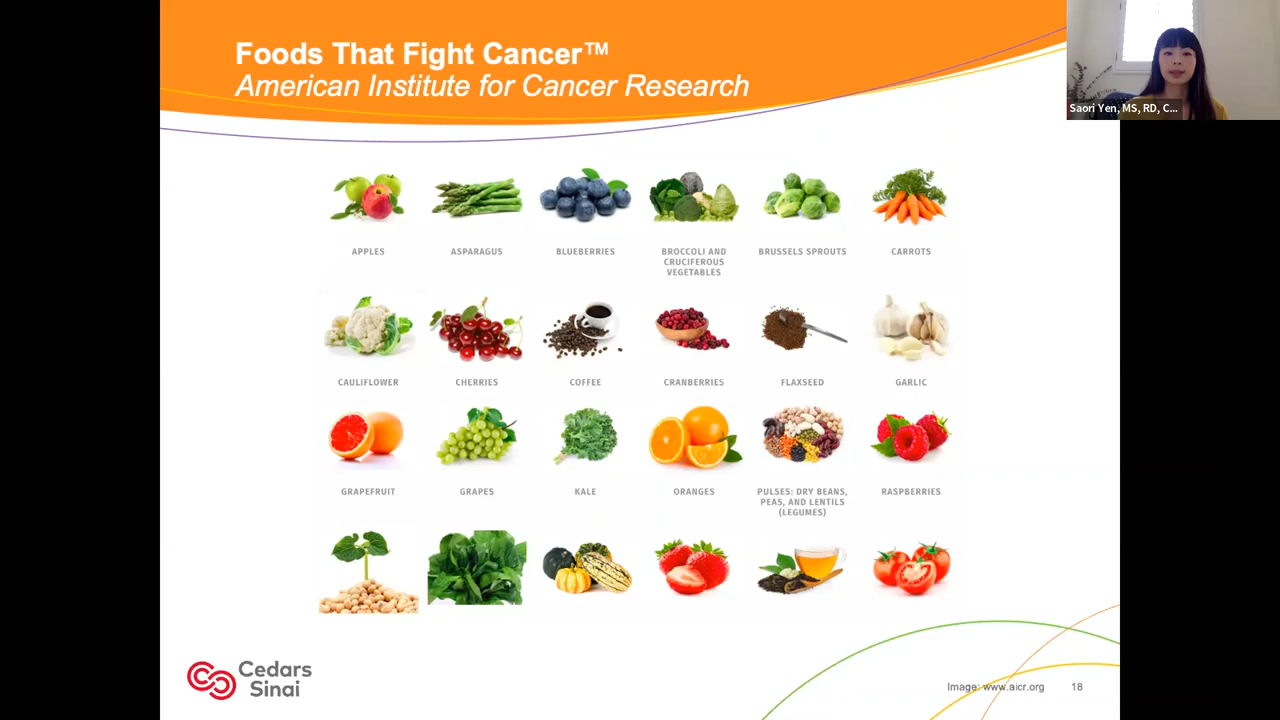 Foods That Fight Cancer™
American Institute for Cancer Research
Saori Yen, MS, RD, C...
APPLES
ASPARAGUS
BLUEBERRIES
BROCCOLI AND
CRUCIFEROUS
VEGETABLES
BRUSSELS SPROUTS
CARROTS
CAULIFLOWER
CHERRIES
COFFEE
CRANBERRIES
FLAXSEED
GARLIC
GRAPEFRUIT
GRAPES
KALE
ORANGES
PULSES: DRY BEANS,
PEAS, AND LENTILS
(LEGUMES)
RASPBERRIES
Cedars
Sinai
Image: www.aicr.org
18